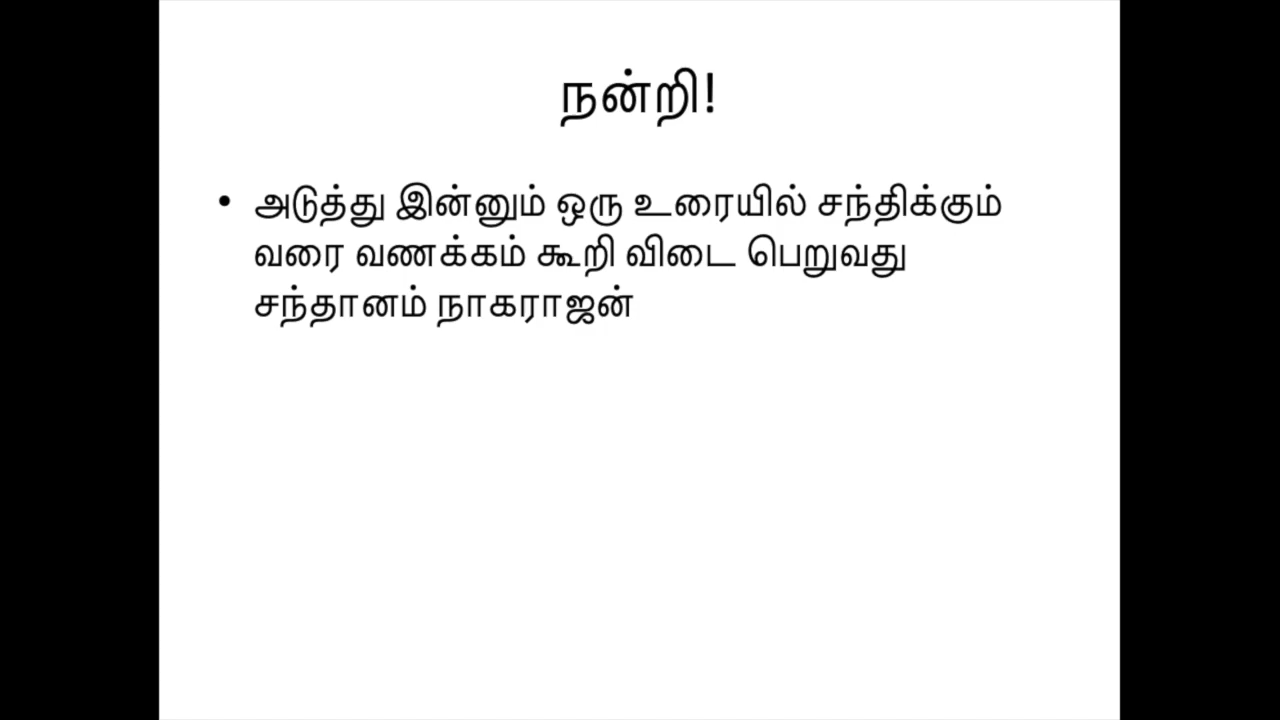 நன்றி!
• அடுத்து இன்னும் ஒரு உரையில் சந்திக்கும்
வரை வணக்கம் கூறி விடை பெறுவது
சந்தானம் நாகராஜன்